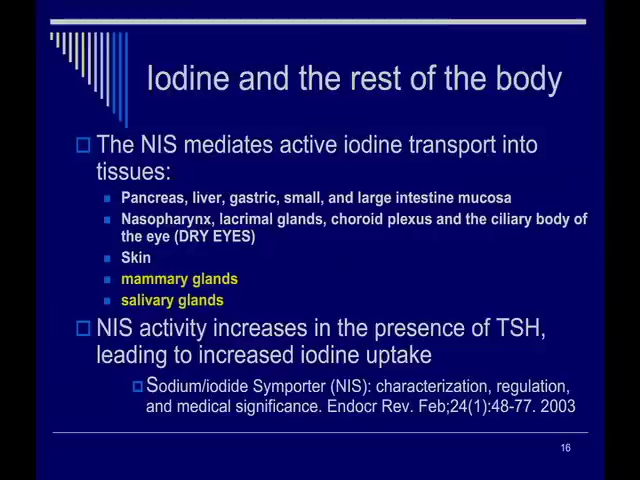 Iodine and the rest of the body
The NIS mediates active iodine transport into
tissues:
Pancreas, liver, gastric, small, and large intestine mucosa
Nasopharynx, lacrimal glands, choroid plexus and the ciliary body of
the eye (DRY EYES)
Skin
mammary glands
salivary glands
NIS activity increases in the presence of TSH,
leading to increased iodine uptake
Sodium/iodide Symporter (NIS): characterization, regulation,
and medical significance. Endocr Rev. Feb;24(1):48-77. 2003
16